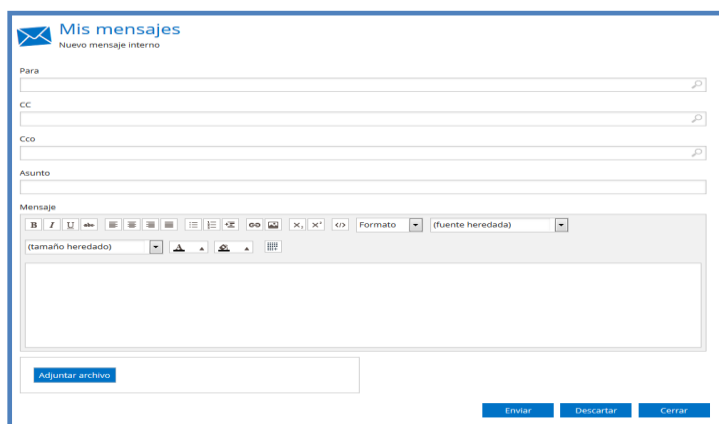 Mis mensajes
Nuevo mensaje interno
Para
CC
Cco
Asunto
Mensaje
B I U abc Formato (fuente heredada)
(tamaño heredado) A
Adjuntar archivo
Enviar Descartar Cerrar